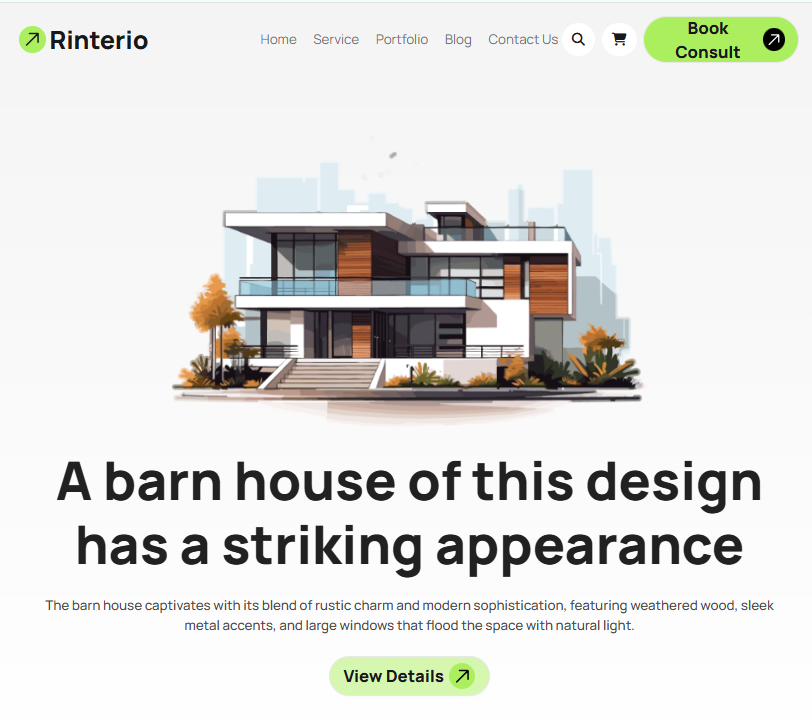 Rinterio
Home Service Portfolio Blog Contact Us
Book
Consult
A barn house of this design
has a striking appearance
The barn house captivates with its blend of rustic charm and modern sophistication, featuring weathered wood, sleek
metal accents, and large windows that flood the space with natural light.
View Details